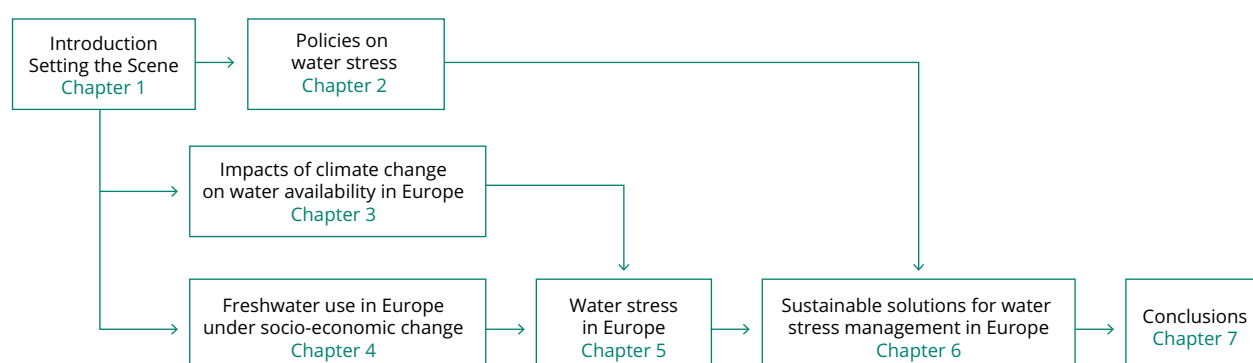 Introduction
Setting the Scene
Chapter 1
Policies on
water stress
Chapter 2
Impacts of climate change
on water availability in Europe
Chapter 3
Freshwater use in Europe
under socio-economic change
Chapter 4
Water stress
in Europe
Chapter 5
Sustainable solutions for water
stress management in Europe
Chapter 6
Conclusions
Chapter 7